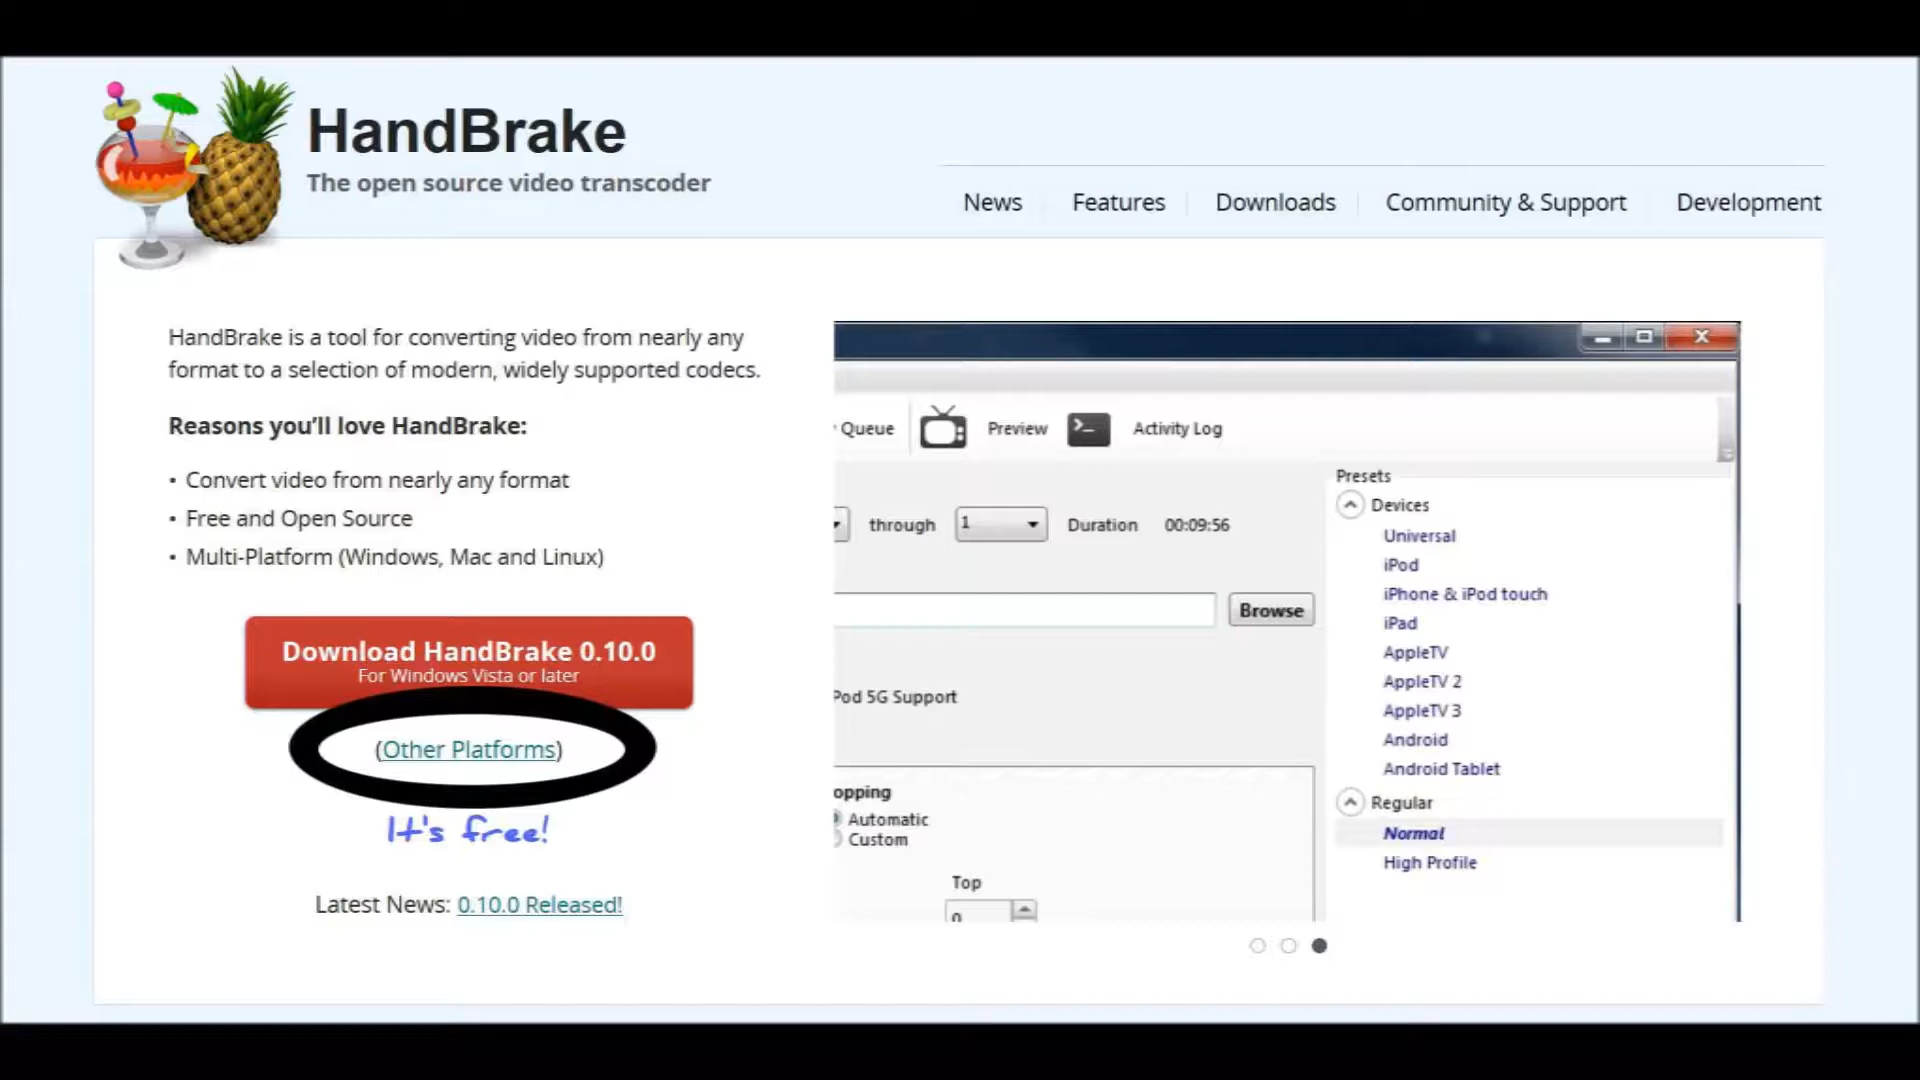 HandBrake
The open source video transcoder
News
Features
Downloads
Community & Support
Development
HandBrake is a tool for converting video from nearly any
format to a selection of modern, widely supported codecs.
Reasons you'll love HandBrake:
• Convert video from nearly any format
• Free and Open Source
• Multi-Platform (Windows, Mac and Linux)
Download HandBrake 0.10.0
For Windows Vista or later
(Other Platforms)
It's free!
Latest News: 0.10.0 Released!
Queue
Preview
Activity Log
through 1 Duration 00:09:56
Browse
Pod 5G Support
opping
Automatic
Custom
Top
0
Presets
Devices
Universal
iPod
iPhone & iPod touch
iPad
AppleTV
AppleTV 2
AppleTV 3
Android
Android Tablet
Regular
Normal
High Profile